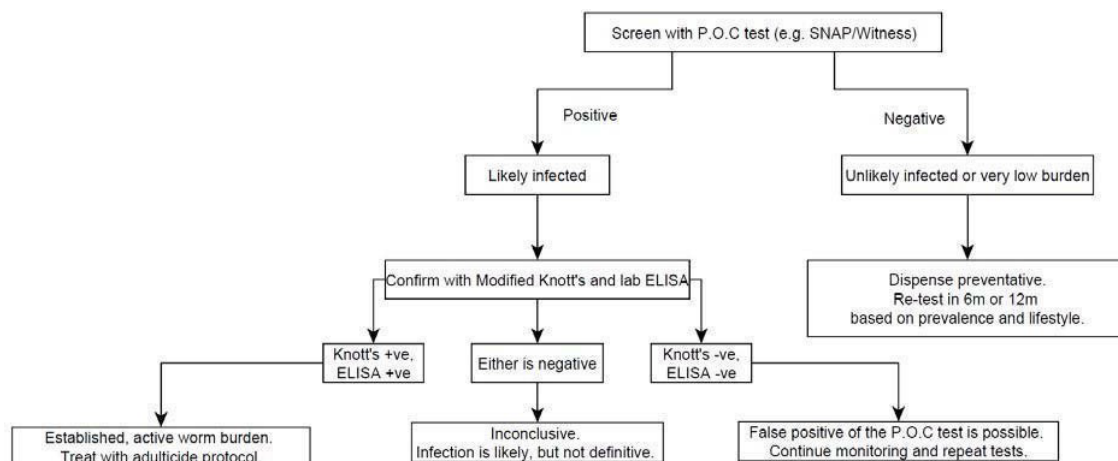 Screen with P.O.C test (e.g. SNAP/Witness)
Positive
Negative
Likely infected
Unlikely infected or very low burden
Confirm with Modified Knott's and lab ELISA
Dispense preventative.
Re-test in 6m or 12m
based on prevalence and lifestyle.
Knott's +ve,
ELISA +ve
Either is negative
Knott's -ve,
ELISA -ve
Established, active worm burden.
Treat with adulticide protocol
Inconclusive.
Infection is likely, but not definitive.
False positive of the P.O.C test is possible.
Continue monitoring and repeat tests.